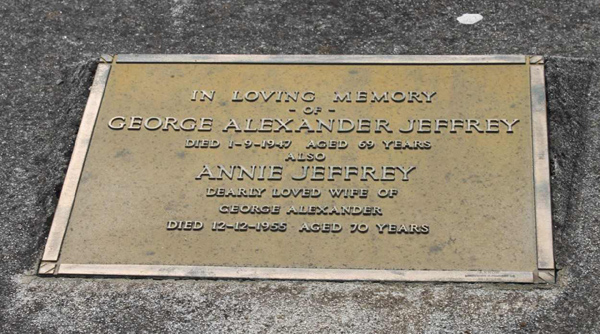 IN LOVING MEMORY
- OF -
GEORGE ALEXANDER JEFFREY
DIED 1-9-1947 AGED 69 YEARS
ALSO
ANNIE JEFFREY
DEARLY LOVED WIFE OF
GEORGE ALEXANDER
DIED 12-12-1955 AGED 70 YEARS